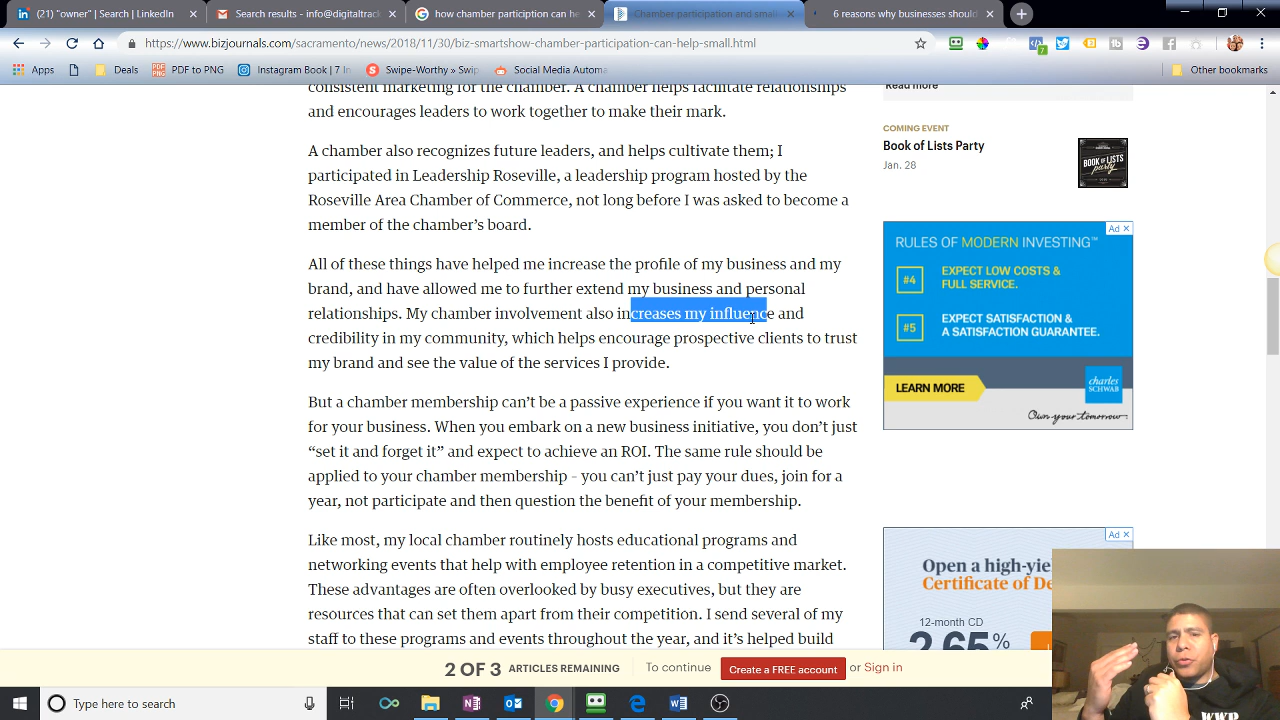 (21) "owner" | Search | LinkedIn
Search results - info@digitaltrack
how chamber particiption can he
Chamber participation and small
6 reasons why businesses should
https://www.bizjournals.com/sacramento/news/2018/11/30/biz-smartshow-chamber-participation-can-help-small.html
7
Apps
Deals
PDF to PNG
Instagram Book | 7 In
Swipe-Worthy » Swip
Social Media Automa
Other bookmarks
consistent marketing for the chamber. A chamber helps facilitate relationships
and encourages leaders to work together to make their mark.
A chamber also recognizes future leaders, and helps cultivate them; I
participated in Leadership Roseville, a leadership program hosted by the
Roseville Area Chamber of Commerce, not long before I was asked to become a
member of the chamber's board.
All of these things have helped me increase the profile of my business and my
brand, and have allowed me to further extend my business and personal
relationships. My chamber involvement also increases my influence and
credibility in my community, which helps encourage prospective clients to trust
my brand and see the value of the services I provide.
But a chamber membership can't be a passive experience if you want it to work
for your business. When you embark on a new business initiative, you don't just
“set it and forget it” and expect to achieve an ROI. The same rule should be
applied to your chamber membership – you can't just pay your dues, join for a
year, not participate and then question the benefit of your membership.
Like most, my local chamber routinely hosts educational programs and
networking events that help with employee retention in a competitive market.
These advantages are often overlooked by busy executives, but they are
resources that can set them apart from their competition. I send several of my
staff to these programs and events throughout the year, and it's helped build
Read more
COMING EVENT
Book of Lists Party
Jan. 28
BOOK OF LISTS
party
Ad
RULES OF MODERN INVESTING™
#4
EXPECT LOW COSTS &
FULL SERVICE.
#5
EXPECT SATISFACTION &
A SATISFACTION GUARANTEE.
LEARN MORE
charles
SCHWAB
Own your tomorrow.
Ad
Open a high-yie
Certificate of De
12-month CD
2.65%
2 OF 3 ARTICLES REMAINING
To continue
Create a FREE account
or Sign in
Type here to search
WWP